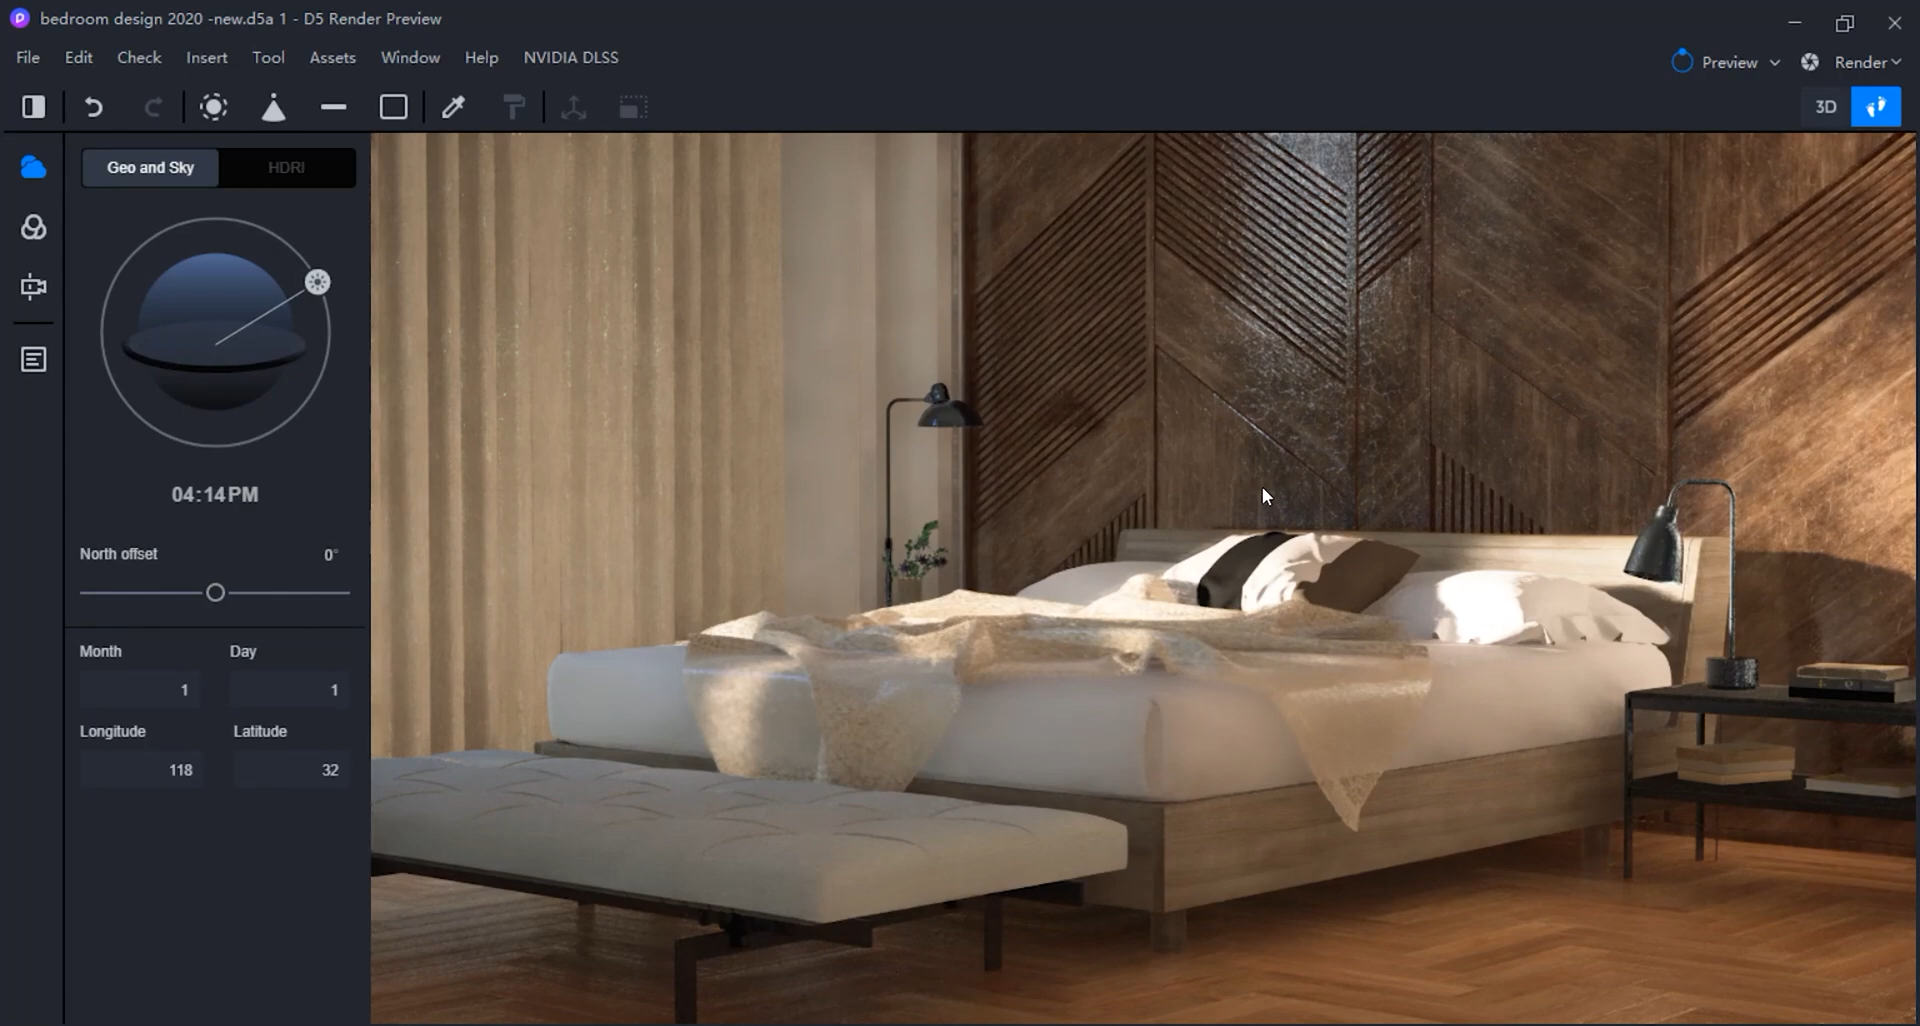 bedroom design 2020 -new.d5a 1 - D5 Render Preview
File Edit Check Insert Tool Assets Window Help NVIDIA DLSS
Preview Render
3D
Geo and Sky HDRI
04:14PM
North offset 0°
Month Day
1 1
Longitude Latitude
118 32